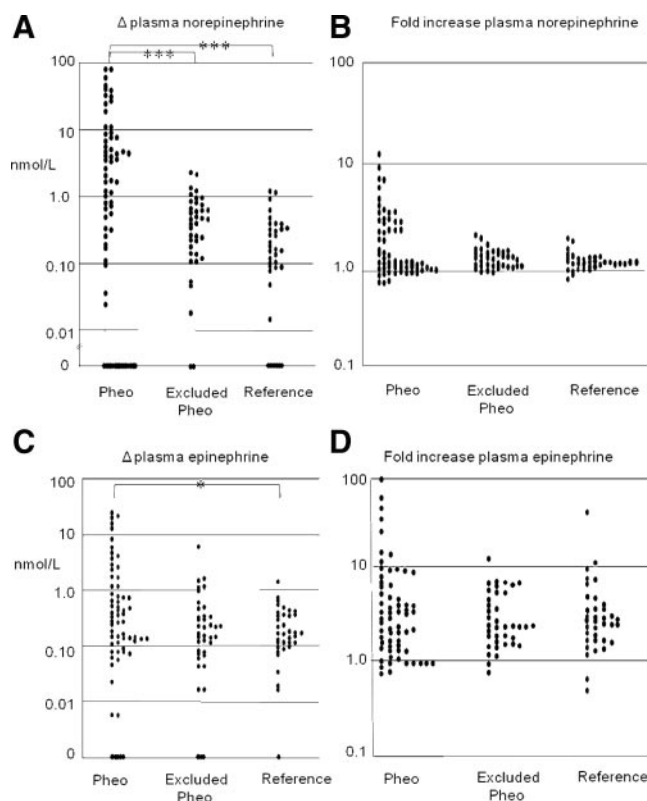 A
Δ plasma norepinephrine
***
***
100
10
nmol/L
1.0
0.10
0.01
0
Pheo
Excluded
Pheo
Reference
B
Fold increase plasma norepinephrine
100
10
1.0
0.1
Pheo
Excluded
Pheo
Reference
C
Δ plasma epinephrine
*
100
10
nmol/L
1.0
0.10
0.01
0
Pheo
Excluded
Pheo
Reference
D
Fold increase plasma epinephrine
100
10
1.0
0.1
Pheo
Excluded
Pheo
Reference